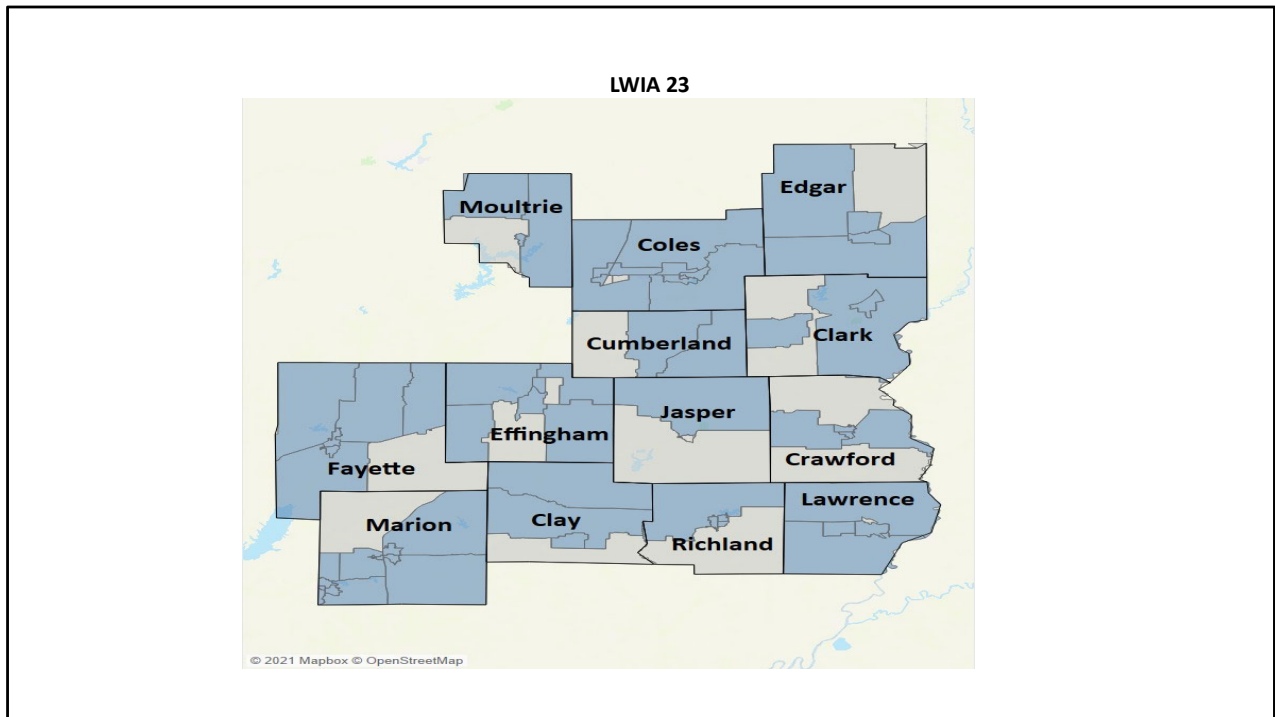 LWIA 23
Edgar
Moultrie
Coles
Clark
Cumberland
Jasper
Effingham
Crawford
Fayette
Lawrence
Marion
Clay
Richland
© 2021 Mapbox © OpenStreetMap